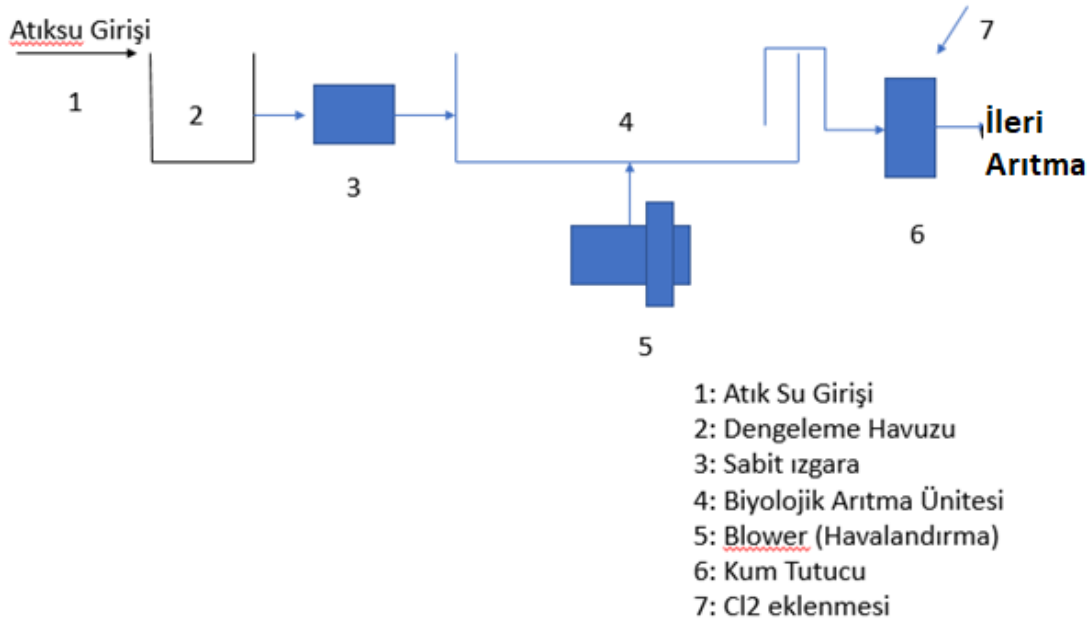 Atıksu Girişi
1
2
3
4
5
6
7
İleri
Arıtma
1: Atık Su Girişi
2: Dengeleme Havuzu
3: Sabit ızgara
4: Biyolojik Arıtma Ünitesi
5: Blower (Havalandırma)
6: Kum Tutucu
7: Cl2 eklenmesi